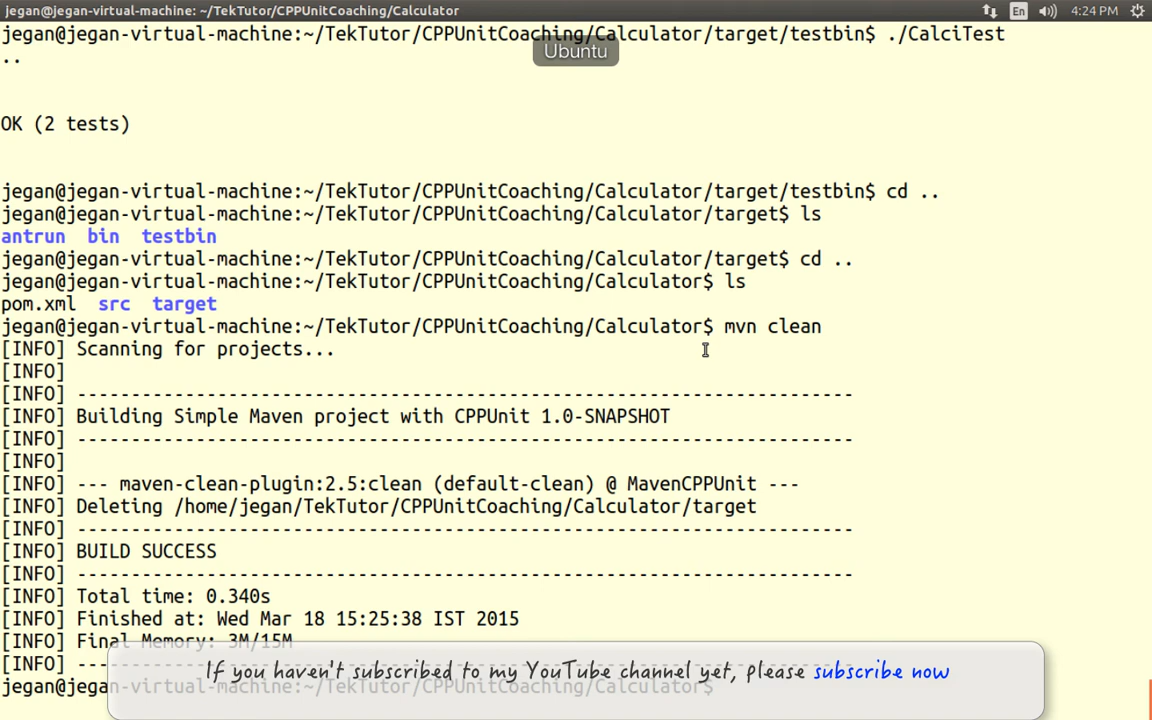 jegan@jegan-virtual-machine: ~/TekTutor/CPPUnitCoaching/Calculator
En
4:24 PM
jegan@jegan-virtual-machine:~/TekTutor/CPPUnitCoaching/Calculator/target/testbin$ ./CalciTest
Ubuntu
..
OK (2 tests)
jegan@jegan-virtual-machine:~/TekTutor/CPPUnitCoaching/Calculator/target/testbin$ cd ..
jegan@jegan-virtual-machine:~/TekTutor/CPPUnitCoaching/Calculator/target$ ls
antrun  bin  testbin
jegan@jegan-virtual-machine:~/TekTutor/CPPUnitCoaching/Calculator/target$ cd ..
jegan@jegan-virtual-machine:~/TekTutor/CPPUnitCoaching/Calculator$ ls
pom.xml  src  target
jegan@jegan-virtual-machine:~/TekTutor/CPPUnitCoaching/Calculator$ mvn clean
[INFO] Scanning for projects...
[INFO]
[INFO] ------------------------------------------------------------------------
[INFO] Building Simple Maven project with CPPUnit 1.0-SNAPSHOT
[INFO] ------------------------------------------------------------------------
[INFO]
[INFO] --- maven-clean-plugin:2.5:clean (default-clean) @ MavenCPPUnit ---
[INFO] Deleting /home/jegan/TekTutor/CPPUnitCoaching/Calculator/target
[INFO] ------------------------------------------------------------------------
[INFO] BUILD SUCCESS
[INFO] ------------------------------------------------------------------------
[INFO] Total time: 0.340s
[INFO] Finished at: Wed Mar 18 15:25:38 IST 2015
[INFO] Final Memory: 3M/15M
[INFO] ------------------------------------------------------------------------
If you haven't subscribed to my YouTube channel yet, please subscribe now
jegan@jegan-virtual-machine:~/TekTutor/CPPUnitCoaching/Calculator$